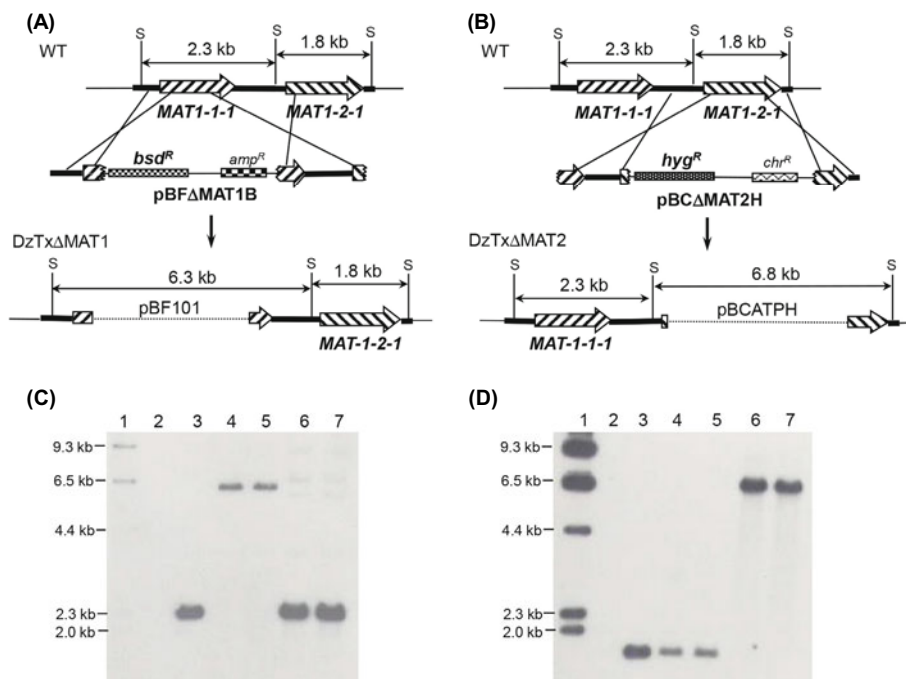 (A)
S S S
WT 2.3 kb 1.8 kb
MAT1-1-1 MAT1-2-1
bsdᴿ ampᴿ
pBFΔMAT1B
DzTxΔMAT1
S S S
6.3 kb 1.8 kb
pBF101
MAT-1-2-1
(B)
S S S
WT 2.3 kb 1.8 kb
MAT1-1-1 MAT1-2-1
hygᴿ chrᴿ
pBCΔMAT2H
DzTxΔMAT2
S S S
2.3 kb 6.8 kb
pBCATPH
MAT-1-1-1
(C)
1 2 3 4 5 6 7
9.3 kb
6.5 kb
4.4 kb
2.3 kb
2.0 kb
(D)
1 2 3 4 5 6 7
9.3 kb
6.5 kb
4.4 kb
2.3 kb
2.0 kb